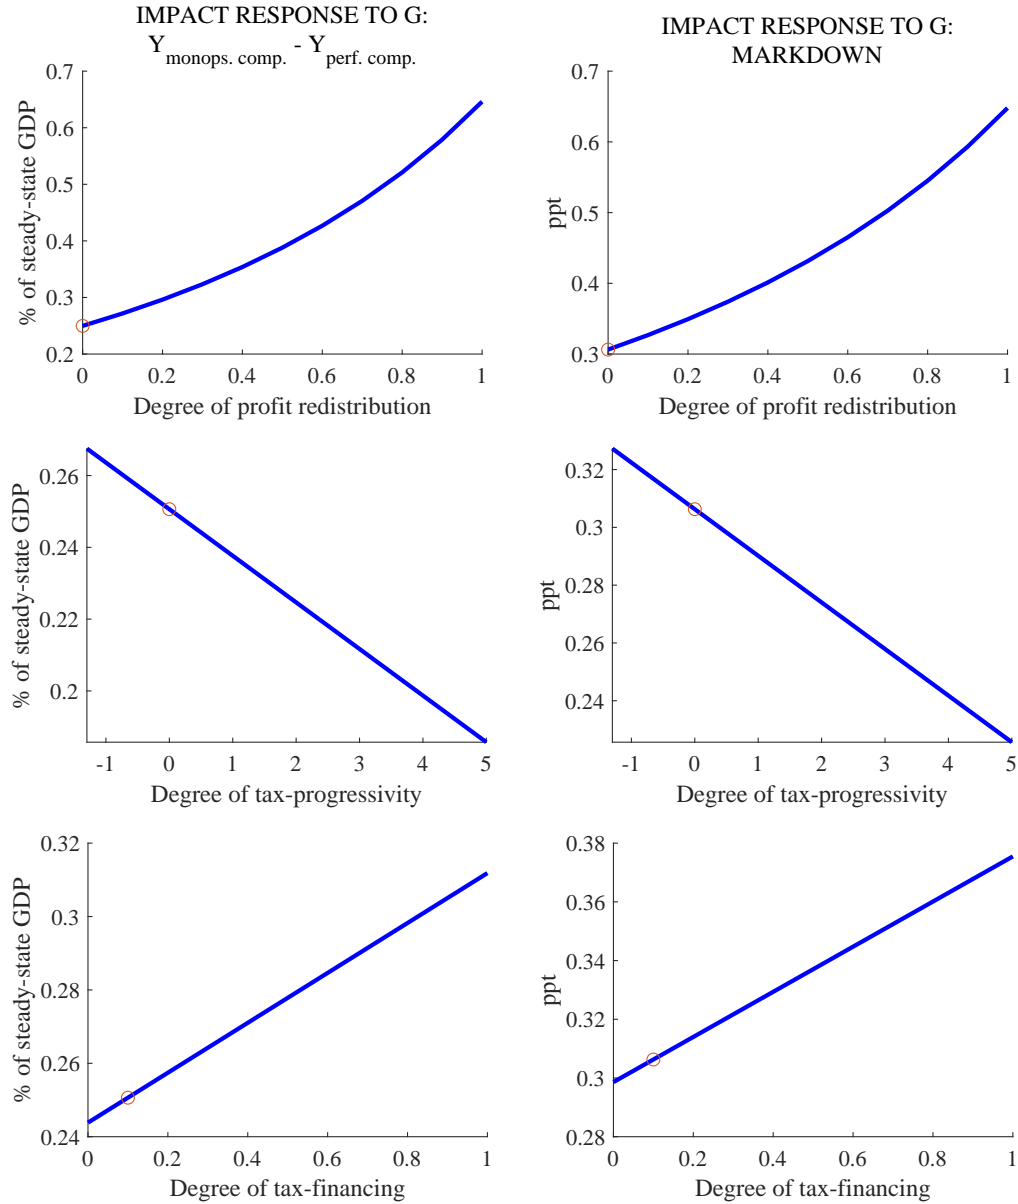 IMPACT RESPONSE TO G:
Y monops. comp. - Y perf. comp.
IMPACT RESPONSE TO G:
MARKDOWN
% of steady-state GDP
0.7
0.6
0.5
0.4
0.3
0.2
0 0.2 0.4 0.6 0.8 1
Degree of profit redistribution
ppt
0.7
0.6
0.5
0.4
0.3
0 0.2 0.4 0.6 0.8 1
Degree of profit redistribution
% of steady-state GDP
0.26
0.24
0.22
0.2
-1 0 1 2 3 4 5
Degree of tax-progressivity
ppt
0.32
0.3
0.28
0.26
0.24
-1 0 1 2 3 4 5
Degree of tax-progressivity
% of steady-state GDP
0.32
0.3
0.28
0.26
0.24
0 0.2 0.4 0.6 0.8 1
Degree of tax-financing
ppt
0.38
0.36
0.34
0.32
0.3
0.28
0 0.2 0.4 0.6 0.8 1
Degree of tax-financing